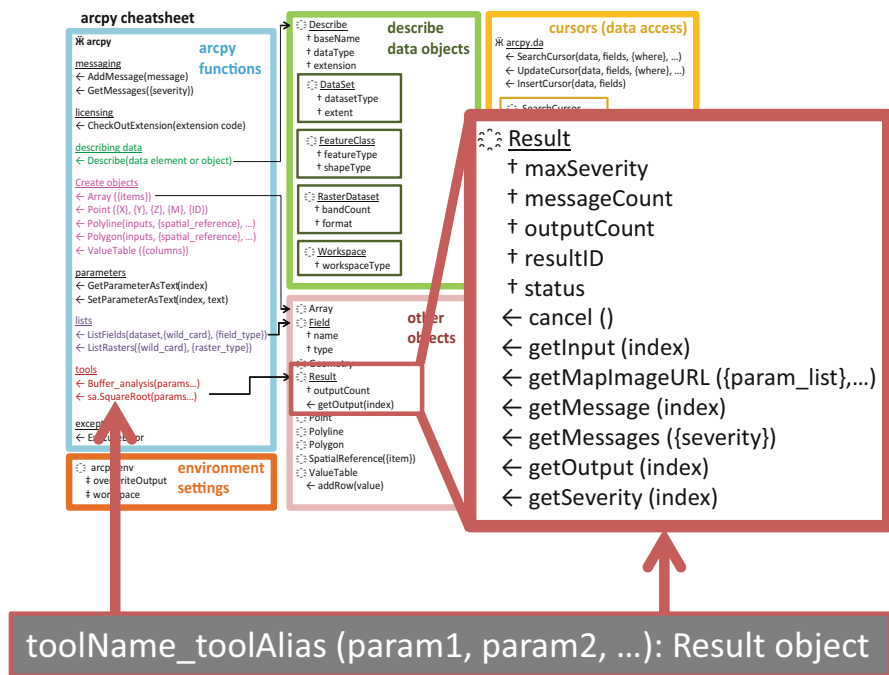 arcpy cheatsheet
Ӝ arcpy
arcpy
functions
messaging
← AddMessage(message)
← GetMessages({severity})
licensing
← CheckOutExtension(extension code)
describing data
← Describe(data element or object)
Create objects
← Array ({items})
← Point ({X}, {Y}, {Z}, {M}, {ID})
← Polyline(inputs, {spatial_reference}, ...)
← Polygon(inputs, {spatial_reference}, ...)
← ValueTable ({columns})
parameters
← GetParameterAsText(index)
← SetParameterAsText(index, text)
lists
← ListFields(dataset,{wild_card}, {field_type})
← ListRasters({wild_card}, {raster_type})
tools
← Buffer_analysis(params...)
← sa.SquareRoot(params...)
environment
settings
‡ workspace
Describe
† baseName
† dataType
† extension
describe
data objects
DataSet
† datasetType
† extent
FeatureClass
† featureType
† shapeType
RasterDataset
† bandCount
† format
Workspace
† workspaceType
Array
Field
† name
† type
other
objects
Geometry
Result
† outputCount
← getOutput(index)
Point
Polyline
Polygon
SpatialReference({item})
ValueTable
← addRow(value)
cursors (data access)
Ӝ arcpy.da
← SearchCursor(data, fields, {where}, ...)
← UpdateCursor(data, fields, {where}, ...)
← InsertCursor(data, fields)
SearchCursor
Result
† maxSeverity
† messageCount
† outputCount
† resultID
† status
← cancel ()
← getInput (index)
← getMapImageURL ({param_list},...)
← getMessage (index)
← getMessages ({severity})
← getOutput (index)
← getSeverity (index)
toolName_toolAlias (param1, param2, ...): Result object